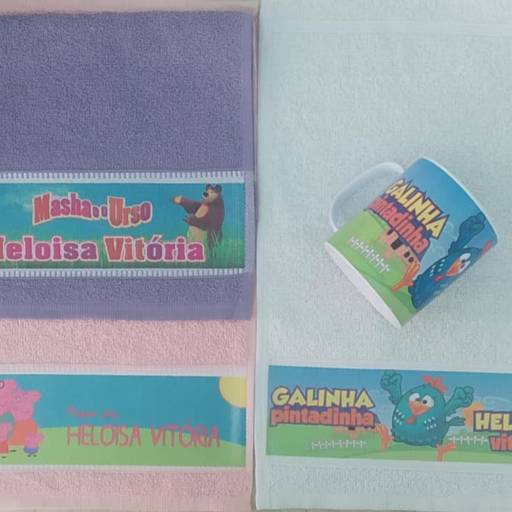 Masha e o Urso
Heloisa Vitória
HELOISA VITÓRIA
GALINHA
pintadinha
GALINHA
pintadinha
HEL
vit